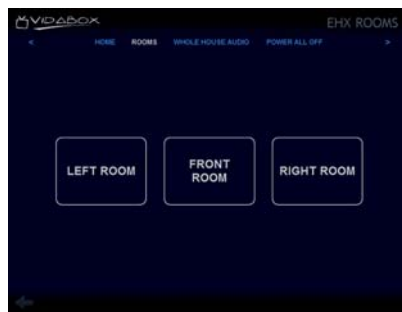 VIDABOX
EHX ROOMS
< HOME ROOMS WHOLE HOUSE AUDIO POWER ALL OFF >
LEFT ROOM
FRONT
ROOM
RIGHT ROOM